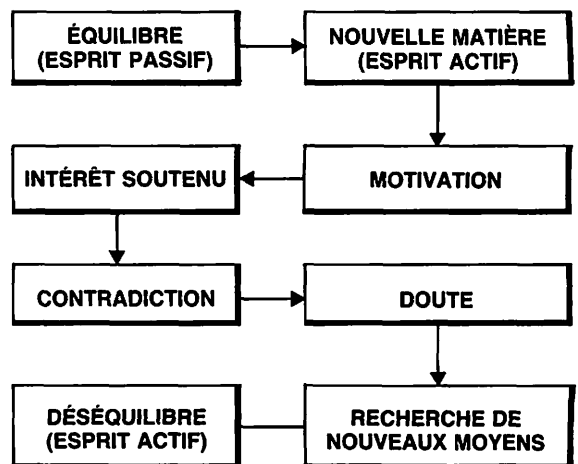 ÉQUILIBRE
(ESPRIT PASSIF)
NOUVELLE MATIÈRE
(ESPRIT ACTIF)
INTÉRÊT SOUTENU
MOTIVATION
CONTRADICTION
DOUTE
DÉSÉQUILIBRE
(ESPRIT ACTIF)
RECHERCHE DE
NOUVEAUX MOYENS